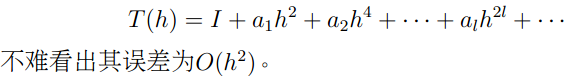 T(h) = I + a₁h² + a₂h⁴ + ⋯ + aₗh²ˡ + ⋯
不难看出其误差为O(h²)。